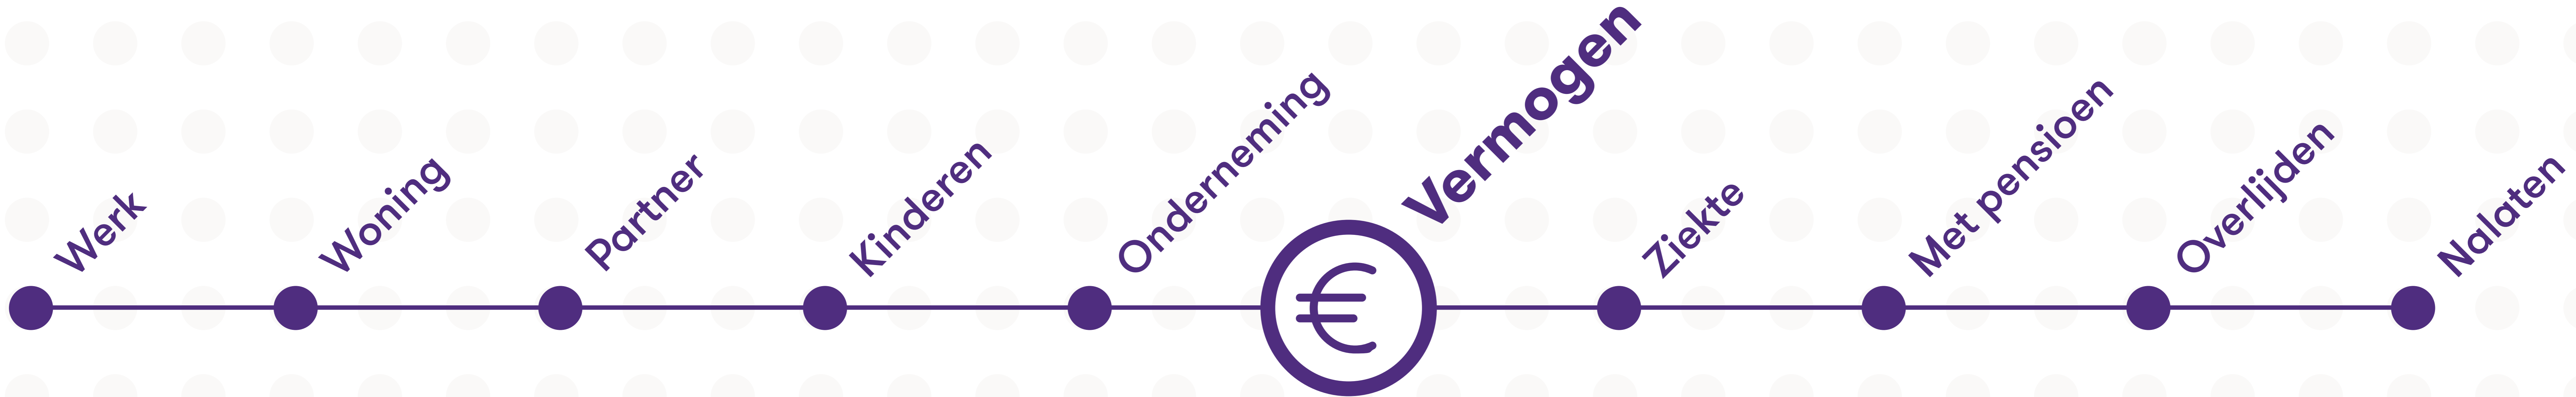 Werk
Woning
Partner
Kinderen
Onderneming
€
Vermogen
Ziekte
Met pensioen
Overlijden
Nalaten